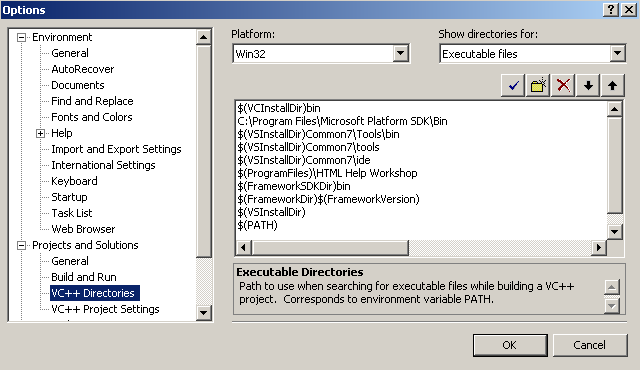 Options
Environment
General
AutoRecover
Documents
Find and Replace
Fonts and Colors
Help
Import and Export Settings
International Settings
Keyboard
Startup
Task List
Web Browser
Projects and Solutions
General
Build and Run
VC++ Directories
VC++ Project Settings
Platform:
Win32
Show directories for:
Executable files
$(VCInstallDir)bin
C:\Program Files\Microsoft Platform SDK\Bin
$(VSInstallDir)Common7\Tools\bin
$(VSInstallDir)Common7\tools
$(VSInstallDir)Common7\ide
$(ProgramFiles)\HTML Help Workshop
$(FrameworkSDKDir)bin
$(FrameworkDir)$(FrameworkVersion)
$(VSInstallDir)
$(PATH)
Executable Directories
Path to use when searching for executable files while building a VC++
project.  Corresponds to environment variable PATH.
OK
Cancel